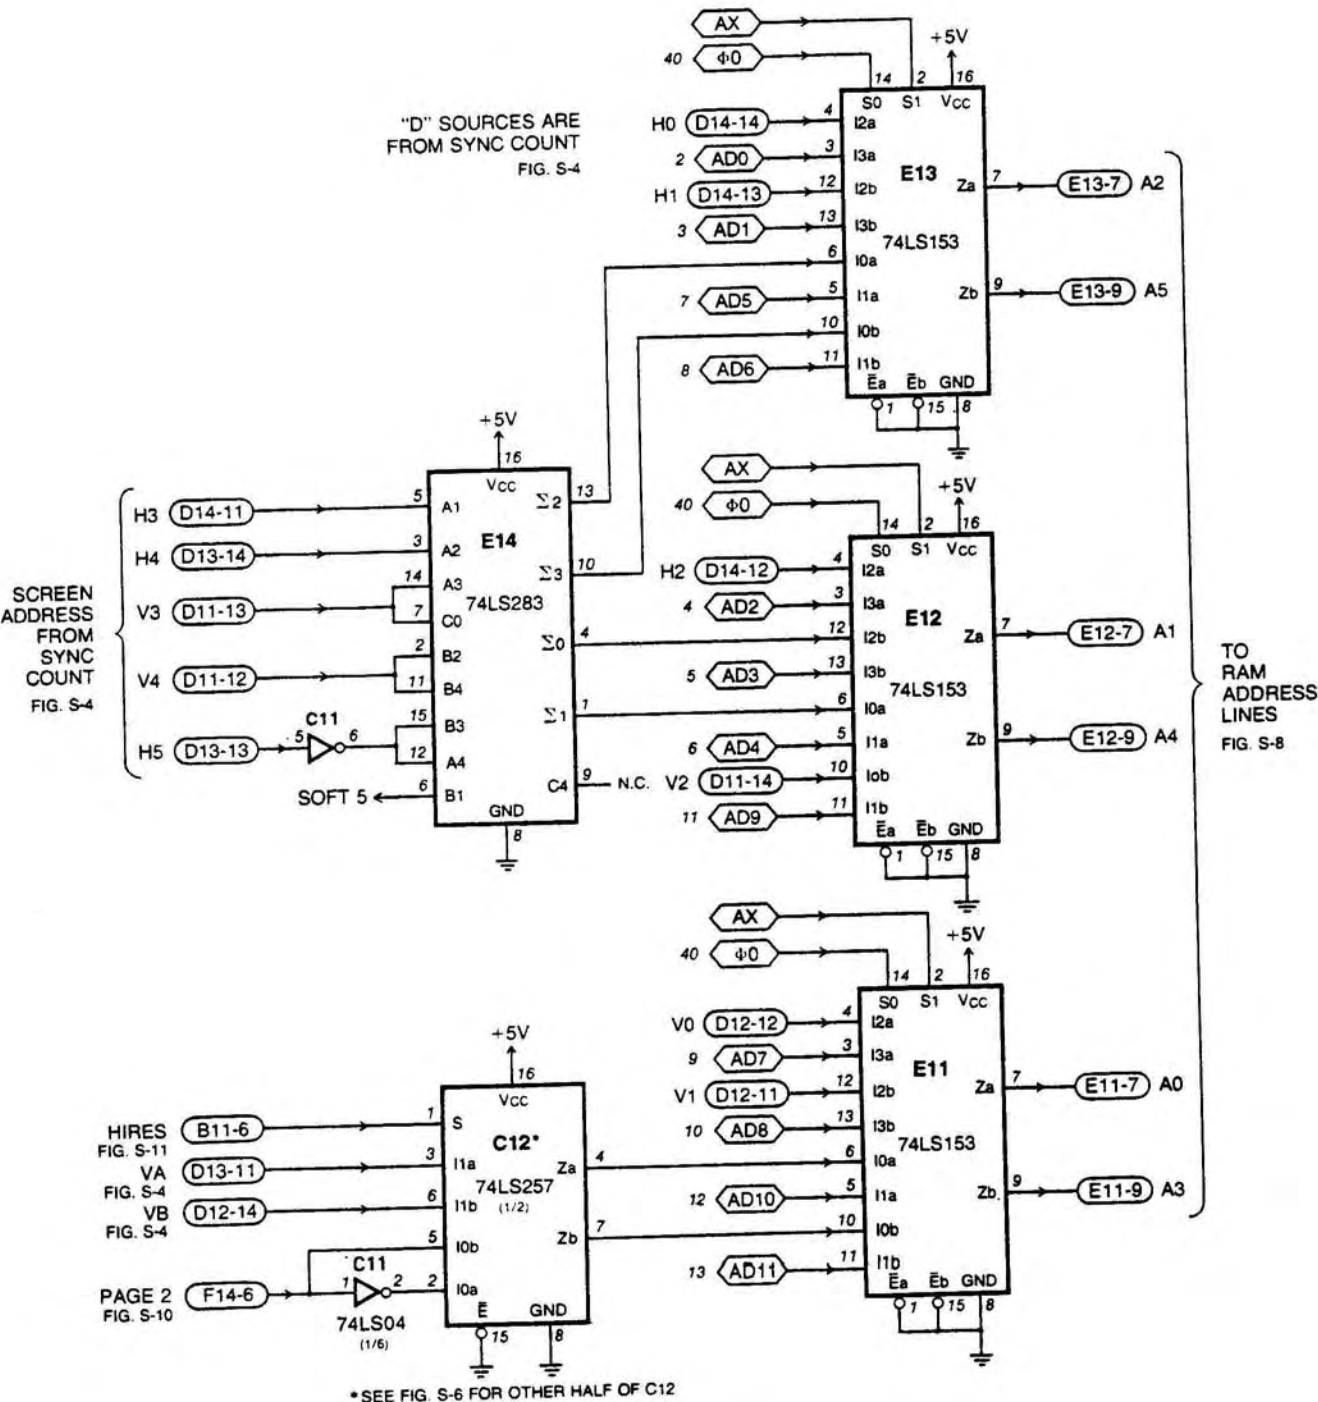 AX
40 Φ0
+5V
14 2 16
S0 S1 VCC
"D" SOURCES ARE
FROM SYNC COUNT
FIG. S-4
H0 D14-14 4 I2a
2 AD0 3 I3a
E13
H1 D14-13 12 I2b
Za 7 E13-7 A2
3 AD1 13 I3b
74LS153
6 I0a
7 AD5 5 I1a
Zb 9 E13-9 A5
10 I0b
8 AD6 11 I1b
Ēa Ēb GND
1 15 8
+5V
16
VCC
AX
40 Φ0
+5V
14 2 16
S0 S1 VCC
SCREEN
ADDRESS
FROM
SYNC
COUNT
FIG. S-4
H3 D14-11 5 A1
Σ2 13
E14
H4 D13-14 3 A2
Σ3 10
14 A3
74LS283
V3 D11-13
7 C0
Σ0 4
2 B2
V4 D11-12
11 B4
Σ1 1
C11
15 B3
H5 D13-13 5 6
12 A4
SOFT 5 6 B1
C4 9 N.C.
GND
8
H2 D14-12 4 I2a
4 AD2 3 I3a
E12
12 I2b
Za 7 E12-7 A1
5 AD3 13 I3b
74LS153
6 I0a
6 AD4 5 I1a
Zb 9 E12-9 A4
V2 D11-14 10 I0b
11 AD9 11 I1b
Ēa Ēb GND
1 15 8
TO
RAM
ADDRESS
LINES
FIG. S-8
AX
40 Φ0
+5V
14 2 16
S0 S1 VCC
V0 D12-12 4 I2a
9 AD7 3 I3a
E11
V1 D12-11 12 I2b
Za 7 E11-7 A0
10 AD8 13 I3b
74LS153
6 I0a
12 AD10 5 I1a
Zb. 9 E11-9 A3
10 I0b
13 AD11 11 I1b
Ēa Ēb GND
1 15 8
+5V
16
VCC
HIRES B11-6 1 S
FIG. S-11
C12*
VA D13-11 3 I1a
FIG. S-4
Za 4
74LS257
(1/2)
VB D12-14 6 I1b
FIG. S-4
Zb 7
5 I0b
C11
PAGE 2 F14-6 1 2 2 I0a
FIG. S-10
74LS04
(1/6)
Ē GND
15 8
*SEE FIG. S-6 FOR OTHER HALF OF C12